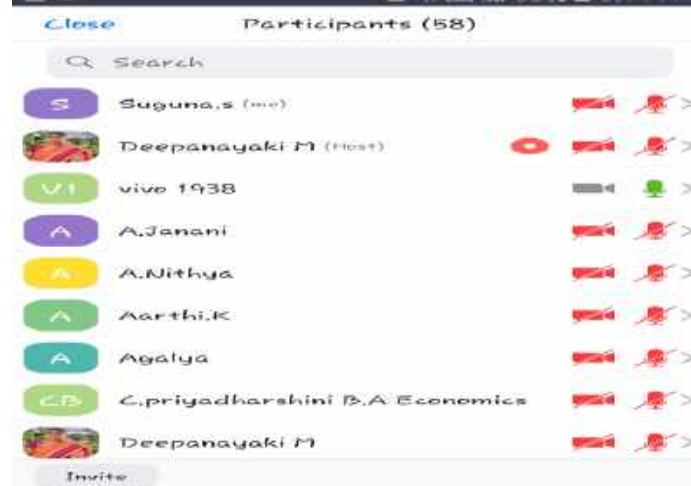 Close Participants (58)
Search
S Suguna.s (me)
Deepanayaki M (Host)
V.1 vivo 1938
A A.Janani
A A.Nithya
A Aarthi.K
A Agalya
CB C.priyadharshini B.A Economics
Deepanayaki M
Invite